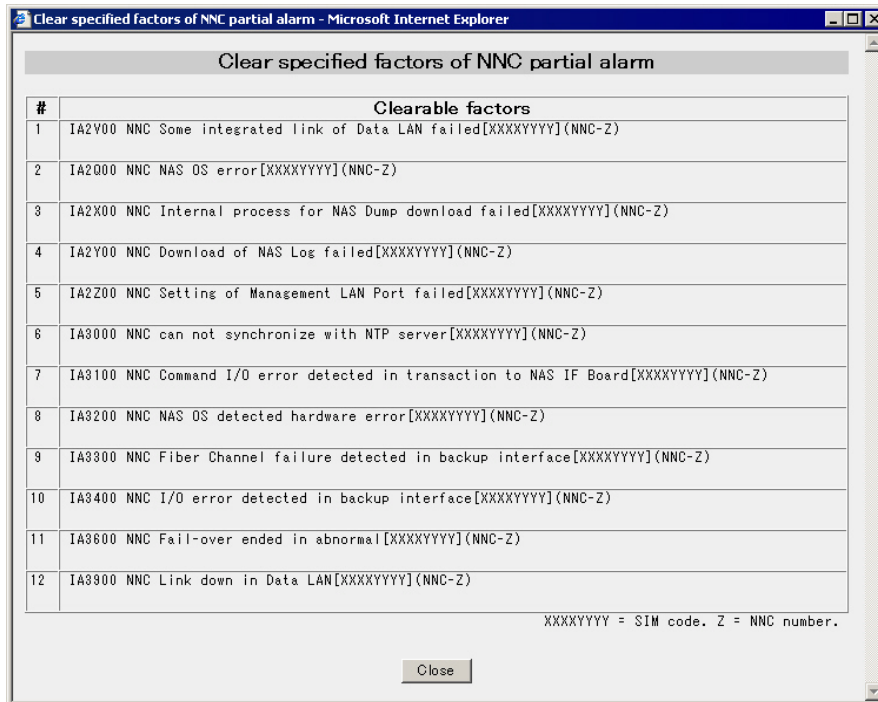 Clear specified factors of NNC partial alarm - Microsoft Internet Explorer
Clear specified factors of NNC partial alarm
# Clearable factors
1 IA2V00 NNC Some integrated link of Data LAN failed[XXXXYYYY](NNC-Z)
2 IA2Q00 NNC NAS OS error[XXXXYYYY](NNC-Z)
3 IA2X00 NNC Internal process for NAS Dump download failed[XXXXYYYY](NNC-Z)
4 IA2Y00 NNC Download of NAS Log failed[XXXXYYYY](NNC-Z)
5 IA2Z00 NNC Setting of Management LAN Port failed[XXXXYYYY](NNC-Z)
6 IA3000 NNC can not synchronize with NTP server[XXXXYYYY](NNC-Z)
7 IA3100 NNC Command I/O error detected in transaction to NAS IF Board[XXXXYYYY](NNC-Z)
8 IA3200 NNC NAS OS detected hardware error[XXXXYYYY](NNC-Z)
9 IA3300 NNC Fiber Channel failure detected in backup interface[XXXXYYYY](NNC-Z)
10 IA3400 NNC I/O error detected in backup interface[XXXXYYYY](NNC-Z)
11 IA3600 NNC Fail-over ended in abnormal[XXXXYYYY](NNC-Z)
12 IA3900 NNC Link down in Data LAN[XXXXYYYY](NNC-Z)
XXXXYYYY = SIM code. Z = NNC number.
Close